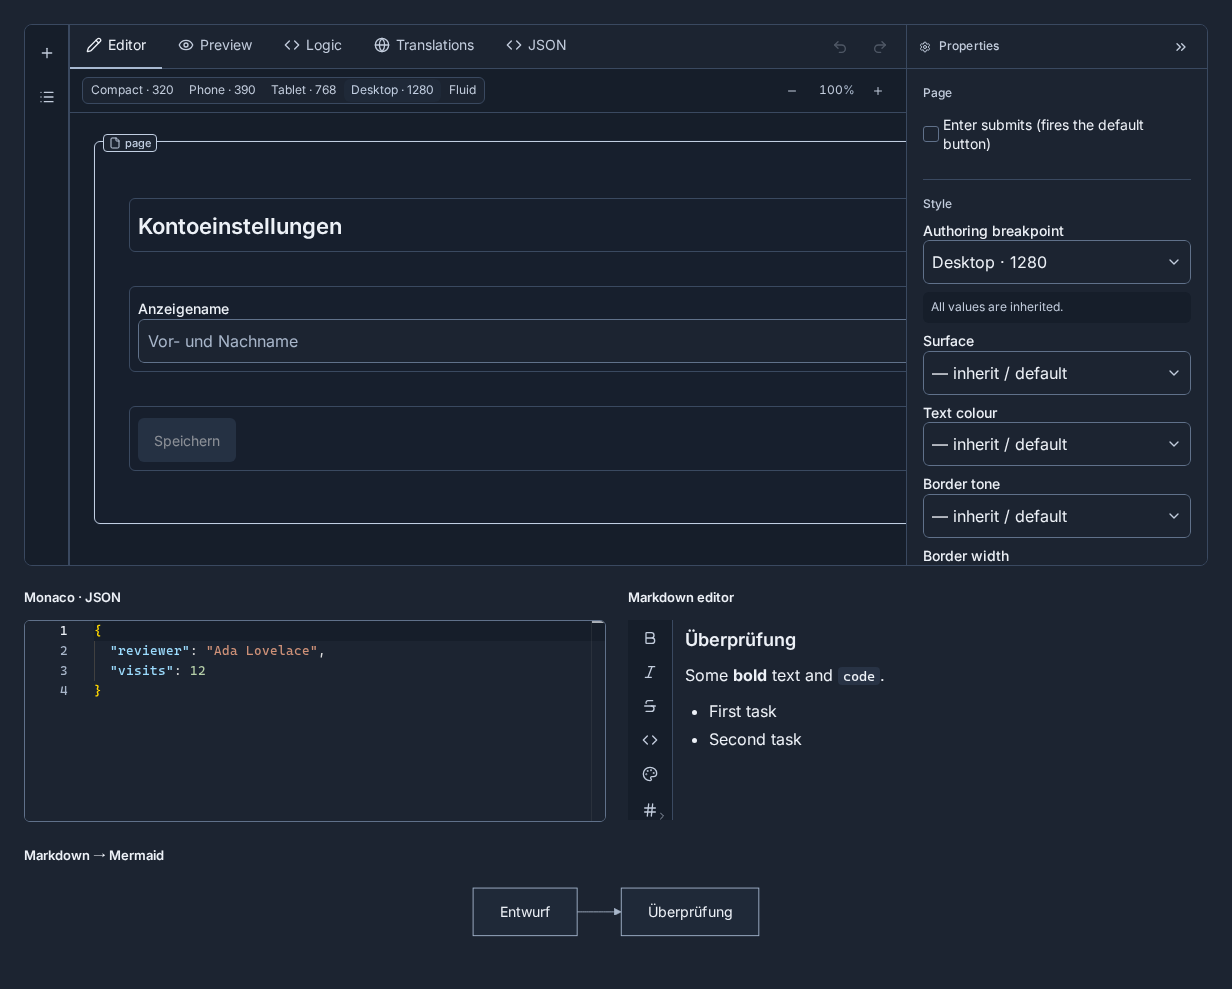 Editor Preview Logic Translations JSON
Properties
Compact · 320 Phone · 390 Tablet · 768 Desktop · 1280 Fluid
100%
page
Kontoeinstellungen
Anzeigename
Vor- und Nachname
Speichern
Page
Enter submits (fires the default
button)
Style
Authoring breakpoint
Desktop · 1280
All values are inherited.
Surface
— inherit / default
Text colour
— inherit / default
Border tone
— inherit / default
Border width
Monaco · JSON
1 {
2 "reviewer": "Ada Lovelace",
3 "visits": 12
4 }
Markdown editor
Überprüfung
Some bold text and code.
• First task
• Second task
Markdown → Mermaid
Entwurf
Überprüfung